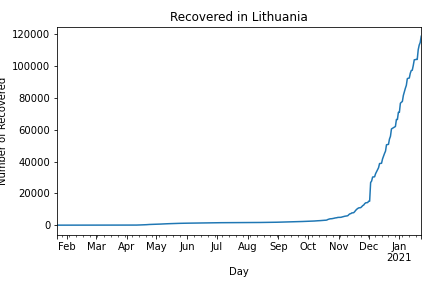 Recovered in Lithuania
Number of Recovered
120000
100000
80000
60000
40000
20000
0
Feb Mar Apr May Jun Jul Aug Sep Oct Nov Dec Jan
2021
Day